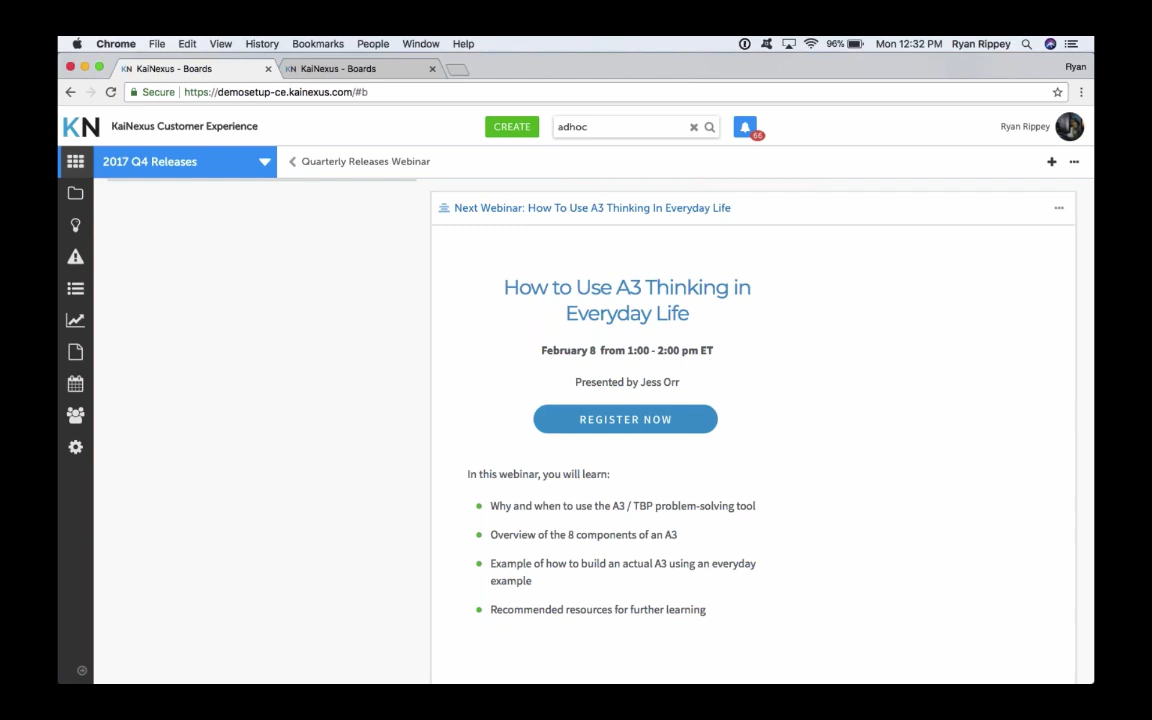 Chrome File Edit View History Bookmarks People Window Help 96% Mon 12:32 PM Ryan Rippey
KN KaiNexus - Boards × KN KaiNexus - Boards × Ryan
Secure | https://demosetup-ce.kainexus.com/#b
KN KaiNexus Customer Experience CREATE adhoc 66 Ryan Rippey
2017 Q4 Releases Quarterly Releases Webinar
Next Webinar: How To Use A3 Thinking In Everyday Life
How to Use A3 Thinking in
Everyday Life
February 8 from 1:00 - 2:00 pm ET
Presented by Jess Orr
REGISTER NOW
In this webinar, you will learn:
Why and when to use the A3 / TBP problem-solving tool
Overview of the 8 components of an A3
Example of how to build an actual A3 using an everyday
example
Recommended resources for further learning